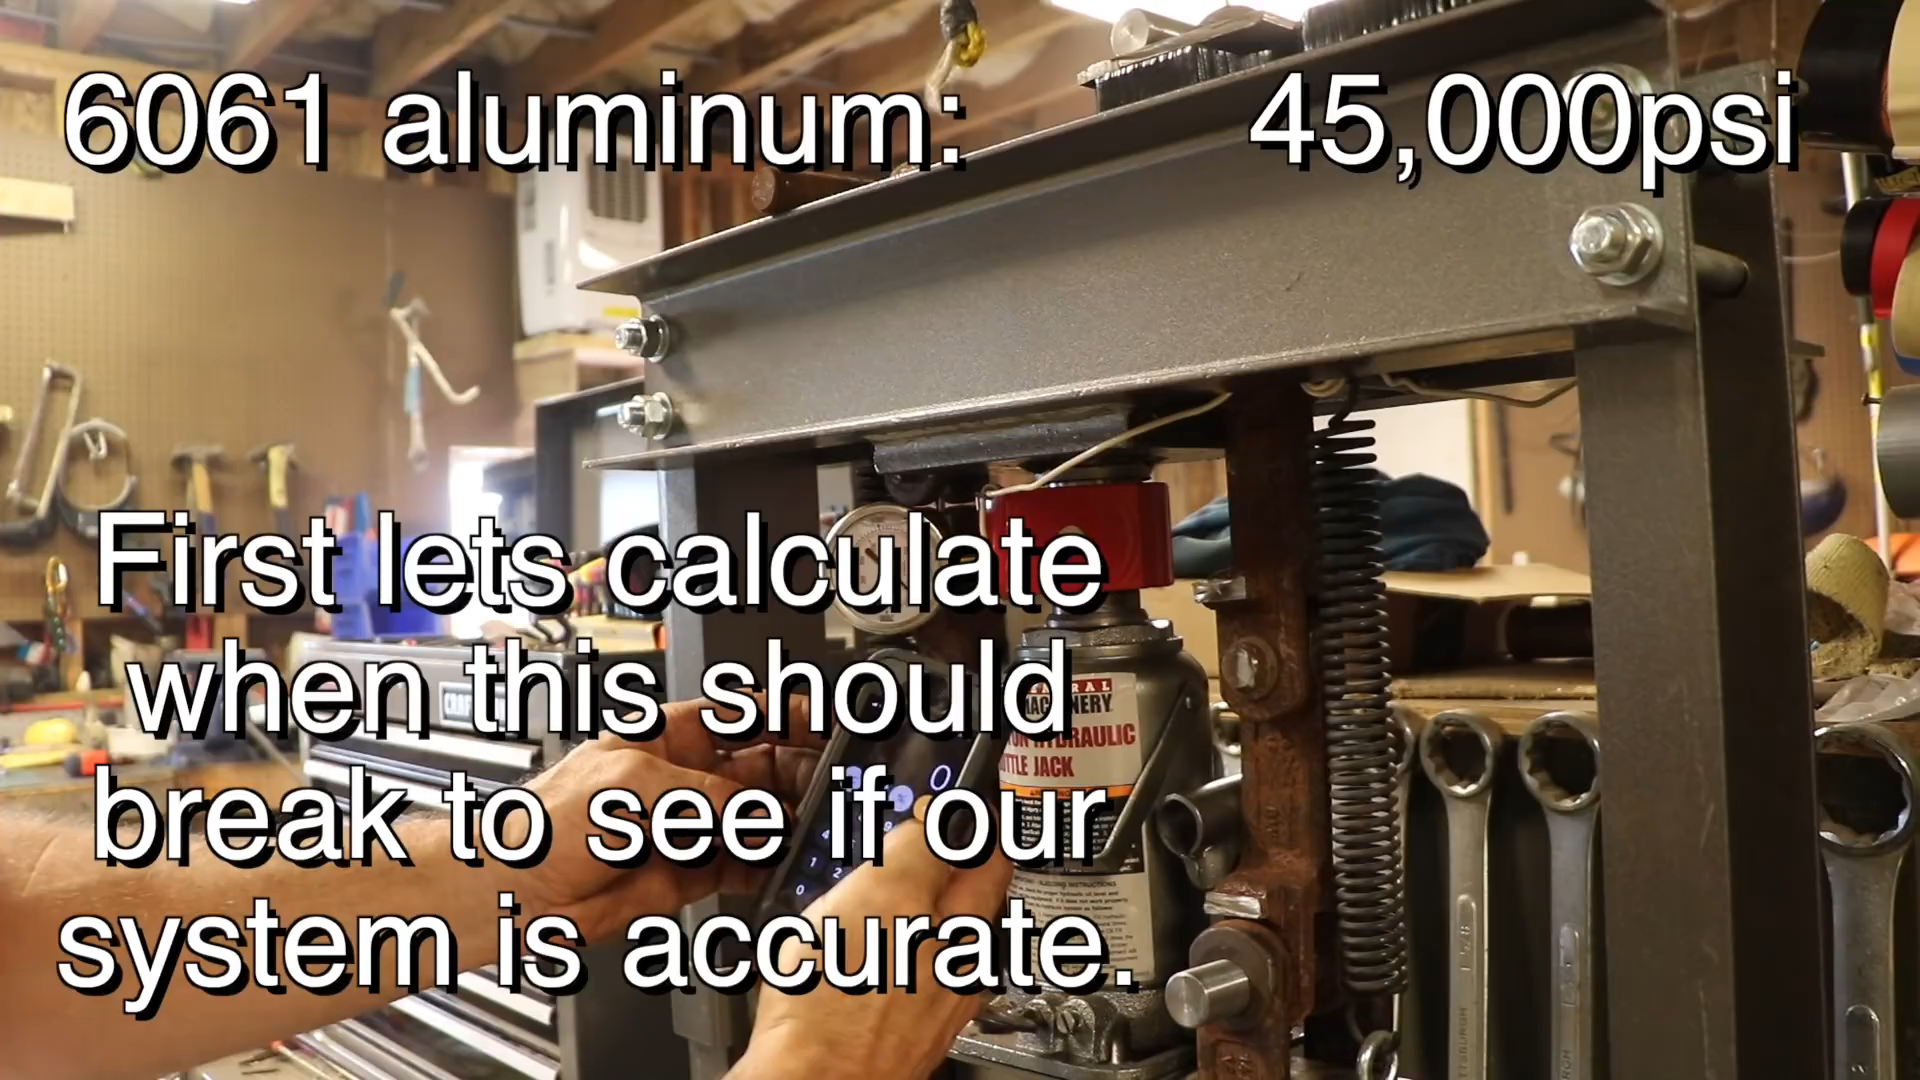 6061 aluminum: 45,000psi
First lets calculate
when this should
break to see if our
system is accurate.
MACHINERY
HYDRAULIC
JACK